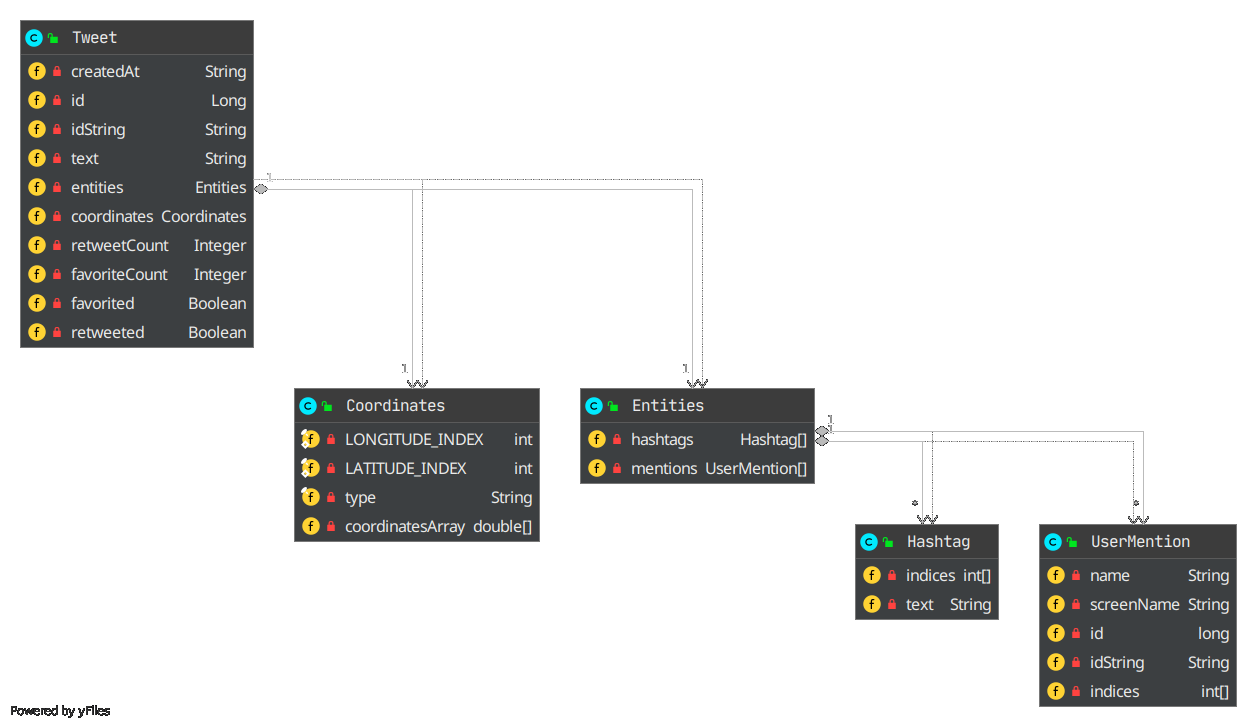 Tweet
createdAt String
id Long
idString String
text String
entities Entities
coordinates Coordinates
retweetCount Integer
favoriteCount Integer
favorited Boolean
retweeted Boolean
1
1
1
Coordinates
LONGITUDE_INDEX int
LATITUDE_INDEX int
type String
coordinatesArray double[]
Entities
hashtags Hashtag[]
mentions UserMention[]
1
1
*
*
Hashtag
indices int[]
text String
UserMention
name String
screenName String
id long
idString String
indices int[]
Powered by yFiles